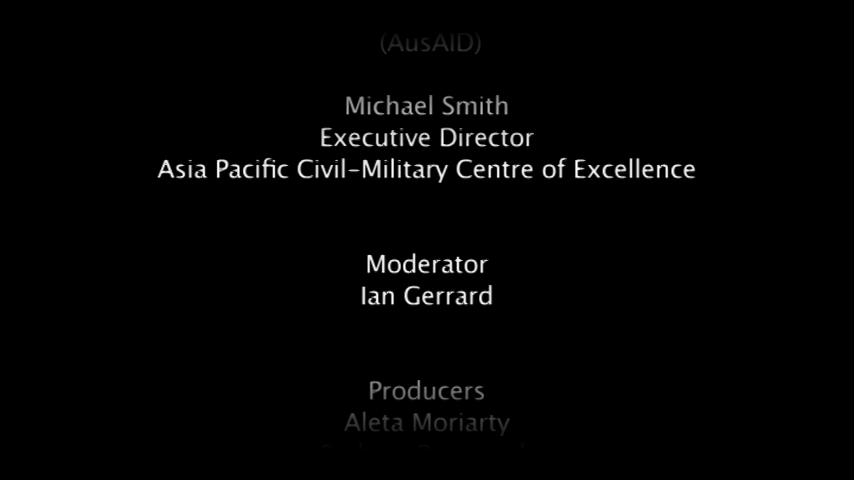 (AusAID)
Michael Smith
Executive Director
Asia Pacific Civil-Military Centre of Excellence
Moderator
Ian Gerrard
Producers
Aleta Moriarty